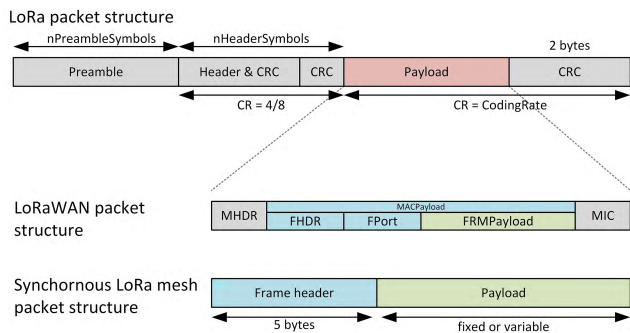 LoRa packet structure
nPreambleSymbols
nHeaderSymbols
2 bytes
Preamble
Header & CRC
CRC
Payload
CRC
CR = 4/8
CR = CodingRate
LoRaWAN packet
structure
MHDR
MACPayload
FHDR
FPort
FRMPayload
MIC
Synchornous LoRa mesh
packet structure
Frame header
Payload
5 bytes
fixed or variable